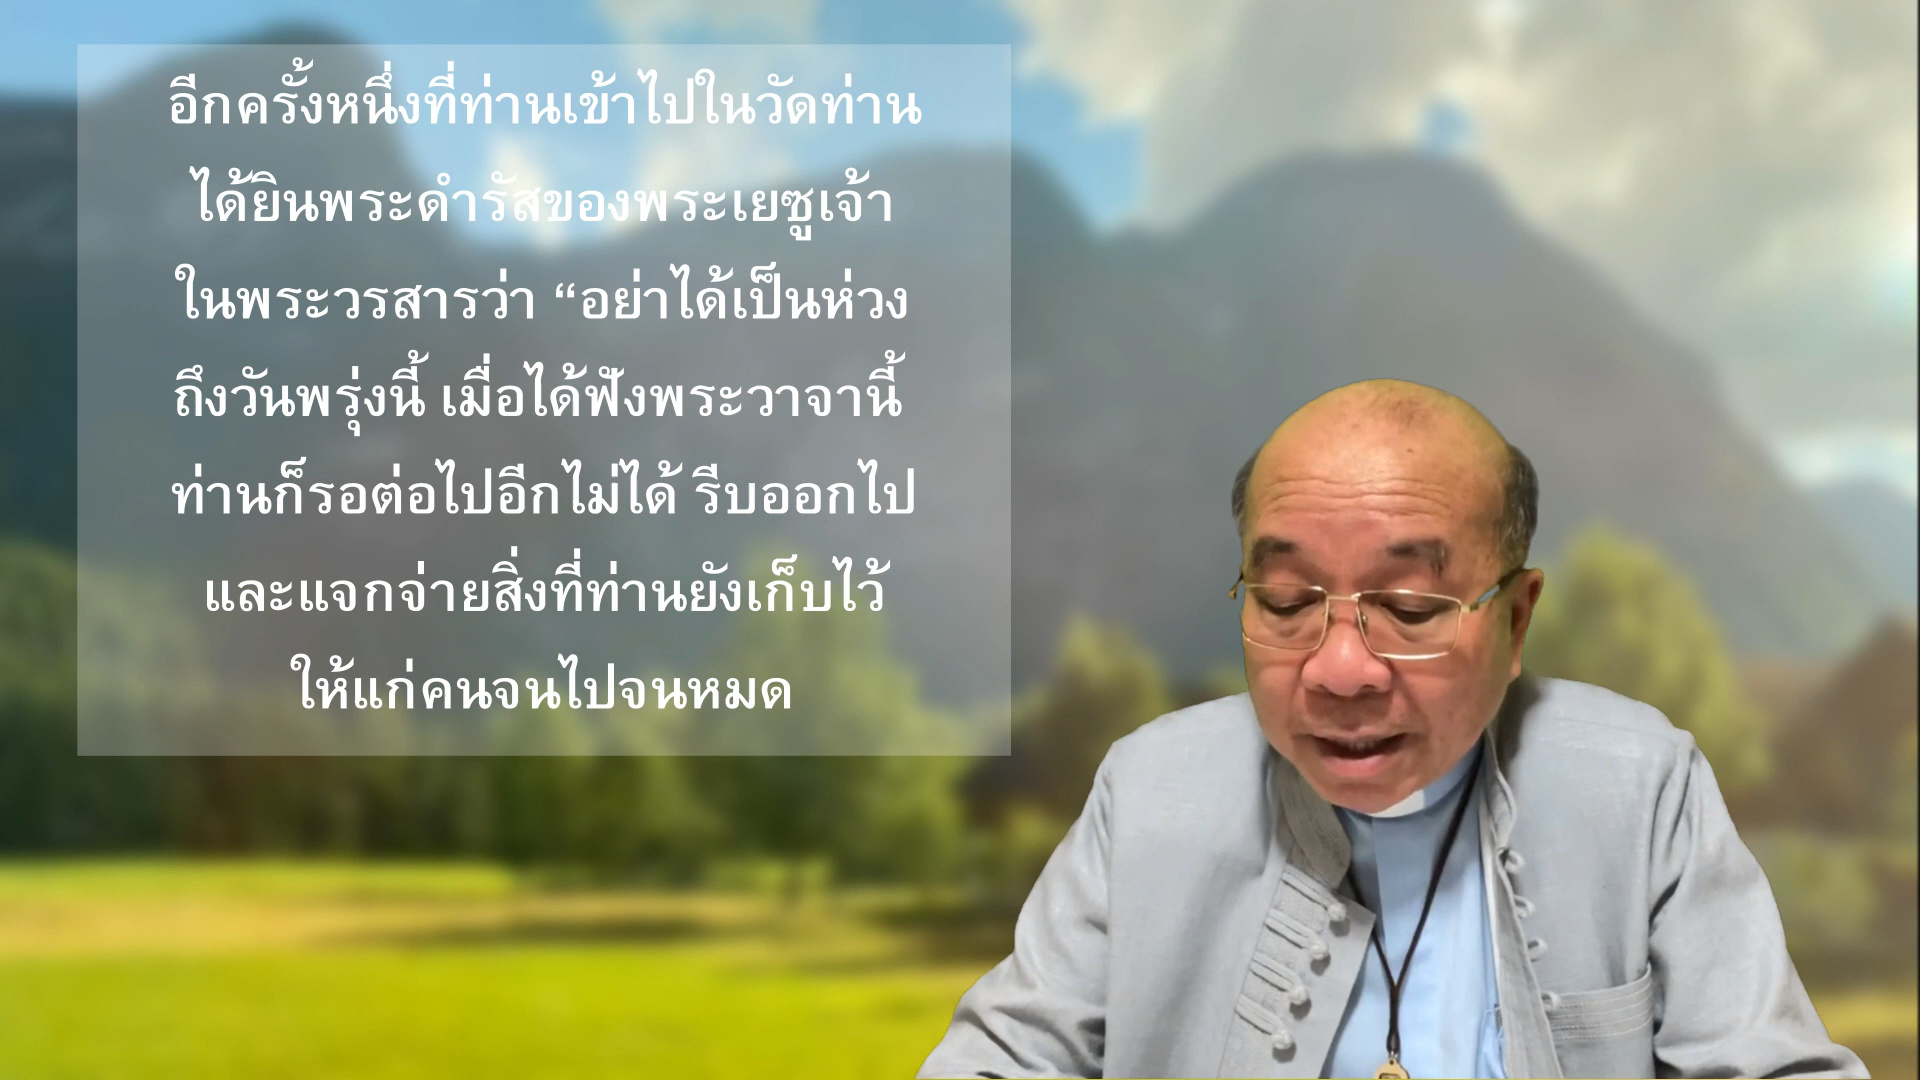 อีกครั้งหนึ่งที่ท่านเข้าไปในวัดท่าน
ได้ยินพระดำรัสของพระเยซูเจ้า
ในพระวรสารว่า “อย่าได้เป็นห่วง
ถึงวันพรุ่งนี้ เมื่อได้ฟังพระวาจานี้
ท่านก็รอต่อไปอีกไม่ได้ รีบออกไป
และแจกจ่ายสิ่งที่ท่านยังเก็บไว้
ให้แก่คนจนไปจนหมด